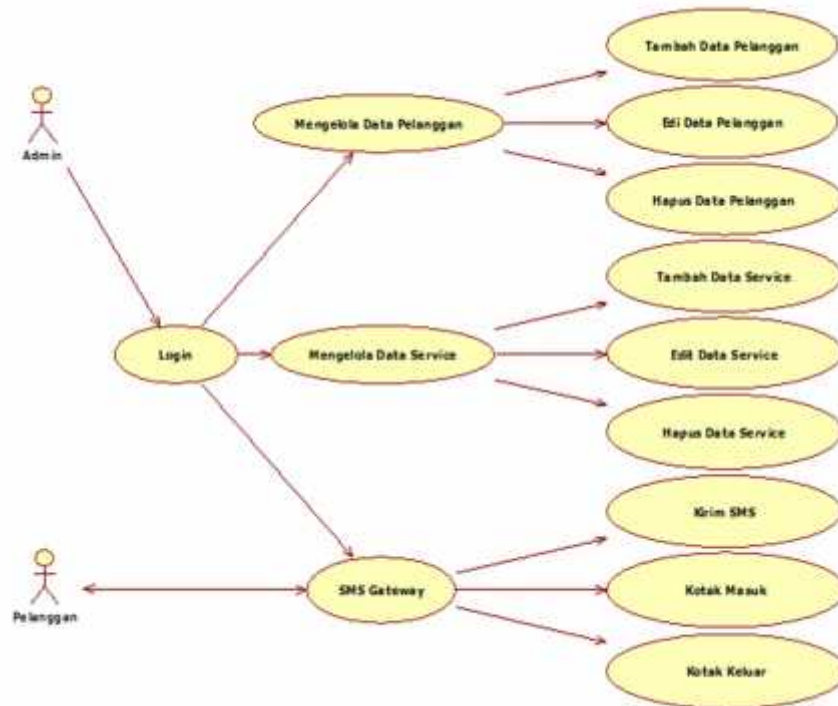 Tambah Data Pelanggan
Admin
Mengelola Data Pelanggan
Edi Data Pelanggan
Hapus Data Pelanggan
Tambah Data Service
Login
Mengelola Data Service
Edit Data Service
Hapus Data Service
Kirim SMS
Pelanggan
SMS Gateway
Kotak Masuk
Kotak Keluar